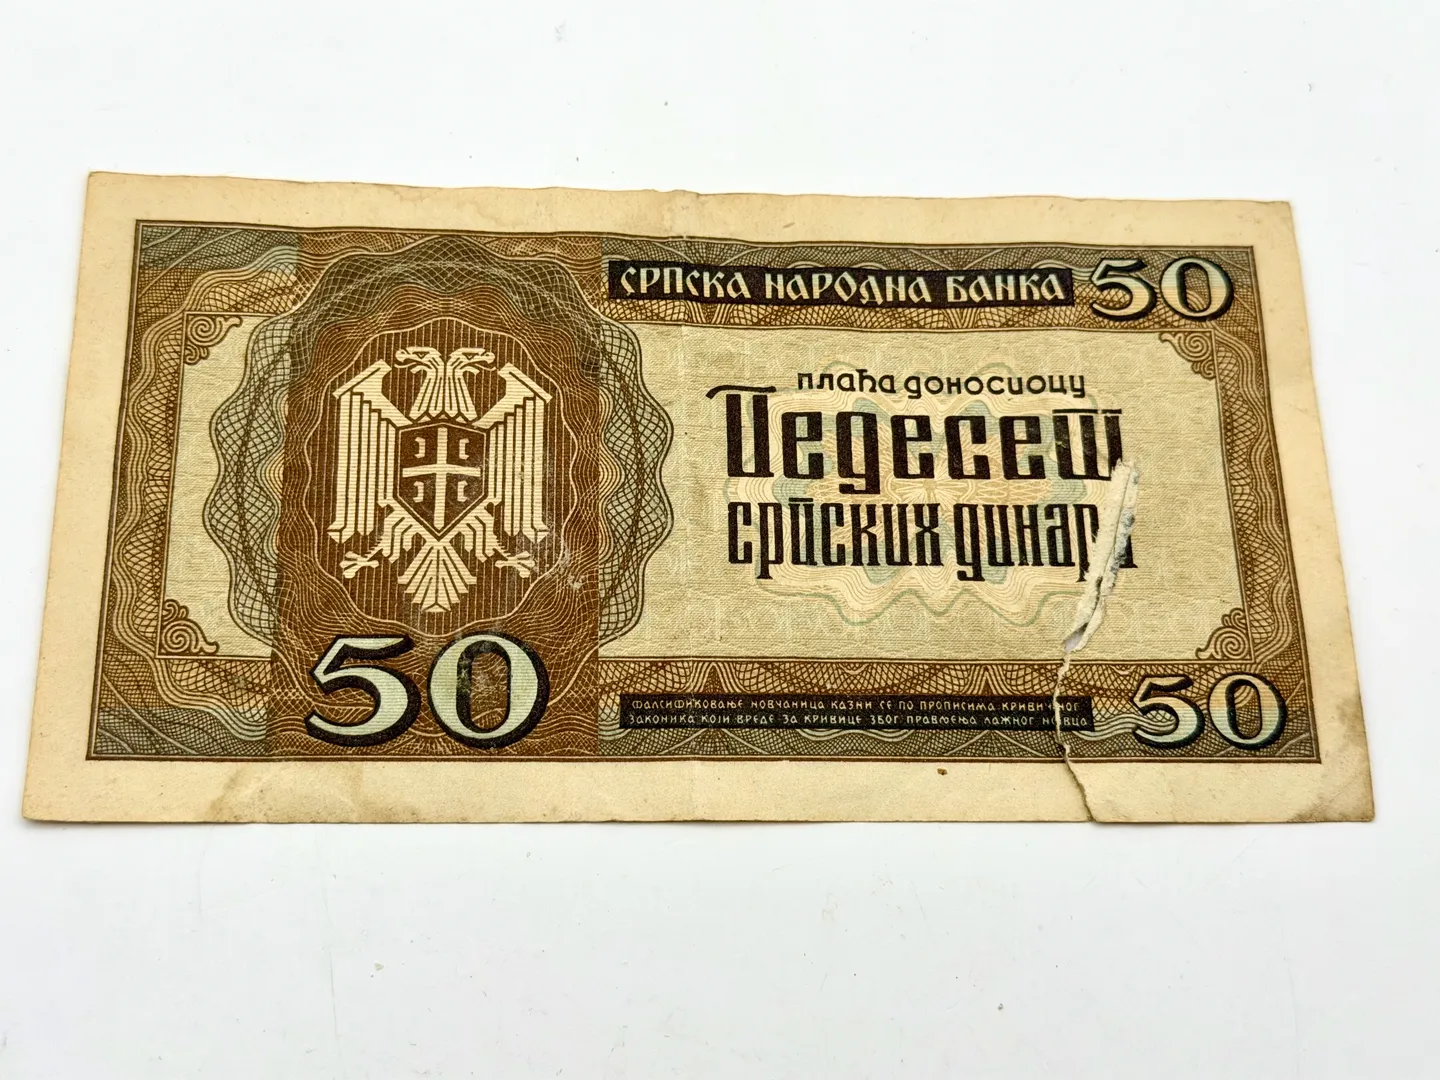 СРПСКА НАРОДНА БАНКА 50
плаћа доносиоцу
Педесет
српских динара
50
ФАЛСИФИКОВАЊЕ НОВЧАНИЦА КАЗНИ СЕ ПО ПРОПИСИМА КРИВИЧНОГ
ЗАКОНИКА КОЈИ ВРЕДЕ ЗА КРИВИЦЕ ЗБОГ ПРАВЉЕЊА ЛАЖНОГ НОВЦА
50